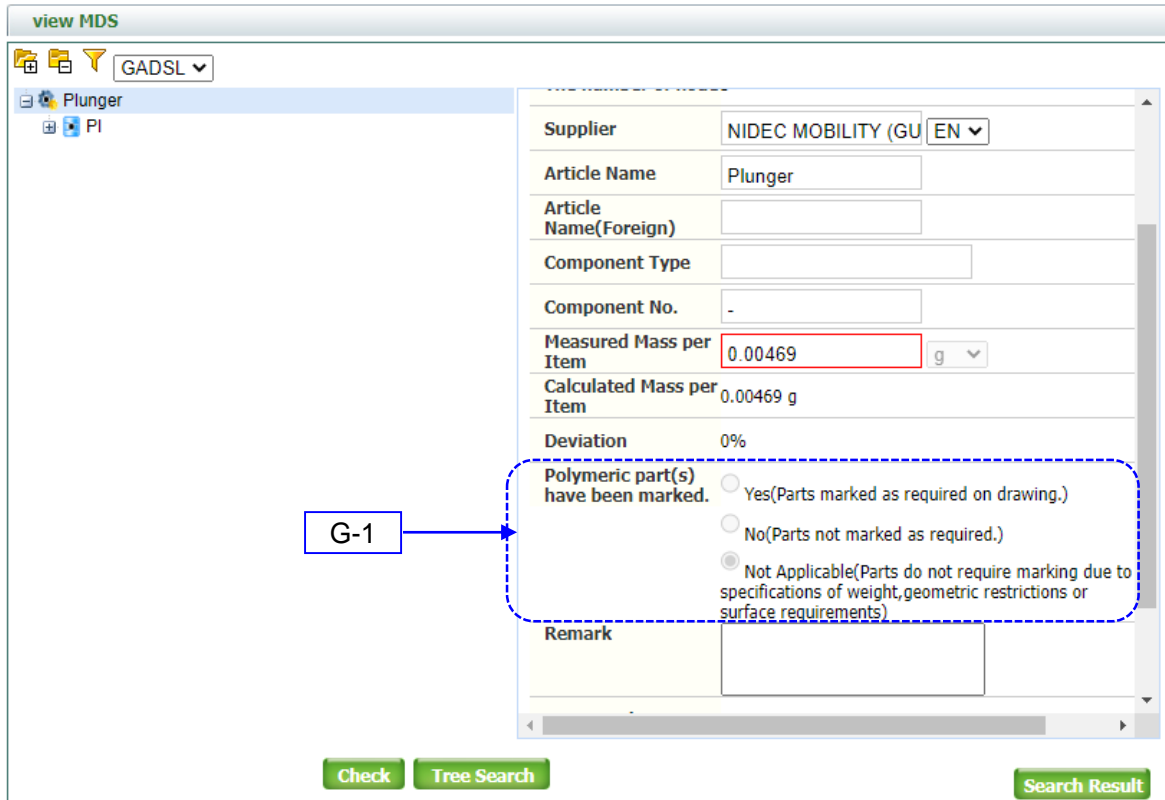 view MDS
GADSL
Plunger
PI
Supplier
NIDEC MOBILITY (GU
EN
Article Name
Plunger
Article
Name(Foreign)
Component Type
Component No.
-
Measured Mass per
Item
0.00469
g
Calculated Mass per
Item
0.00469 g
Deviation
0%
Polymeric part(s)
have been marked.
Yes(Parts marked as required on drawing.)
No(Parts not marked as required.)
Not Applicable(Parts do not require marking due to
specifications of weight,geometric restrictions or
surface requirements)
G-1
Remark
Check
Tree Search
Search Result